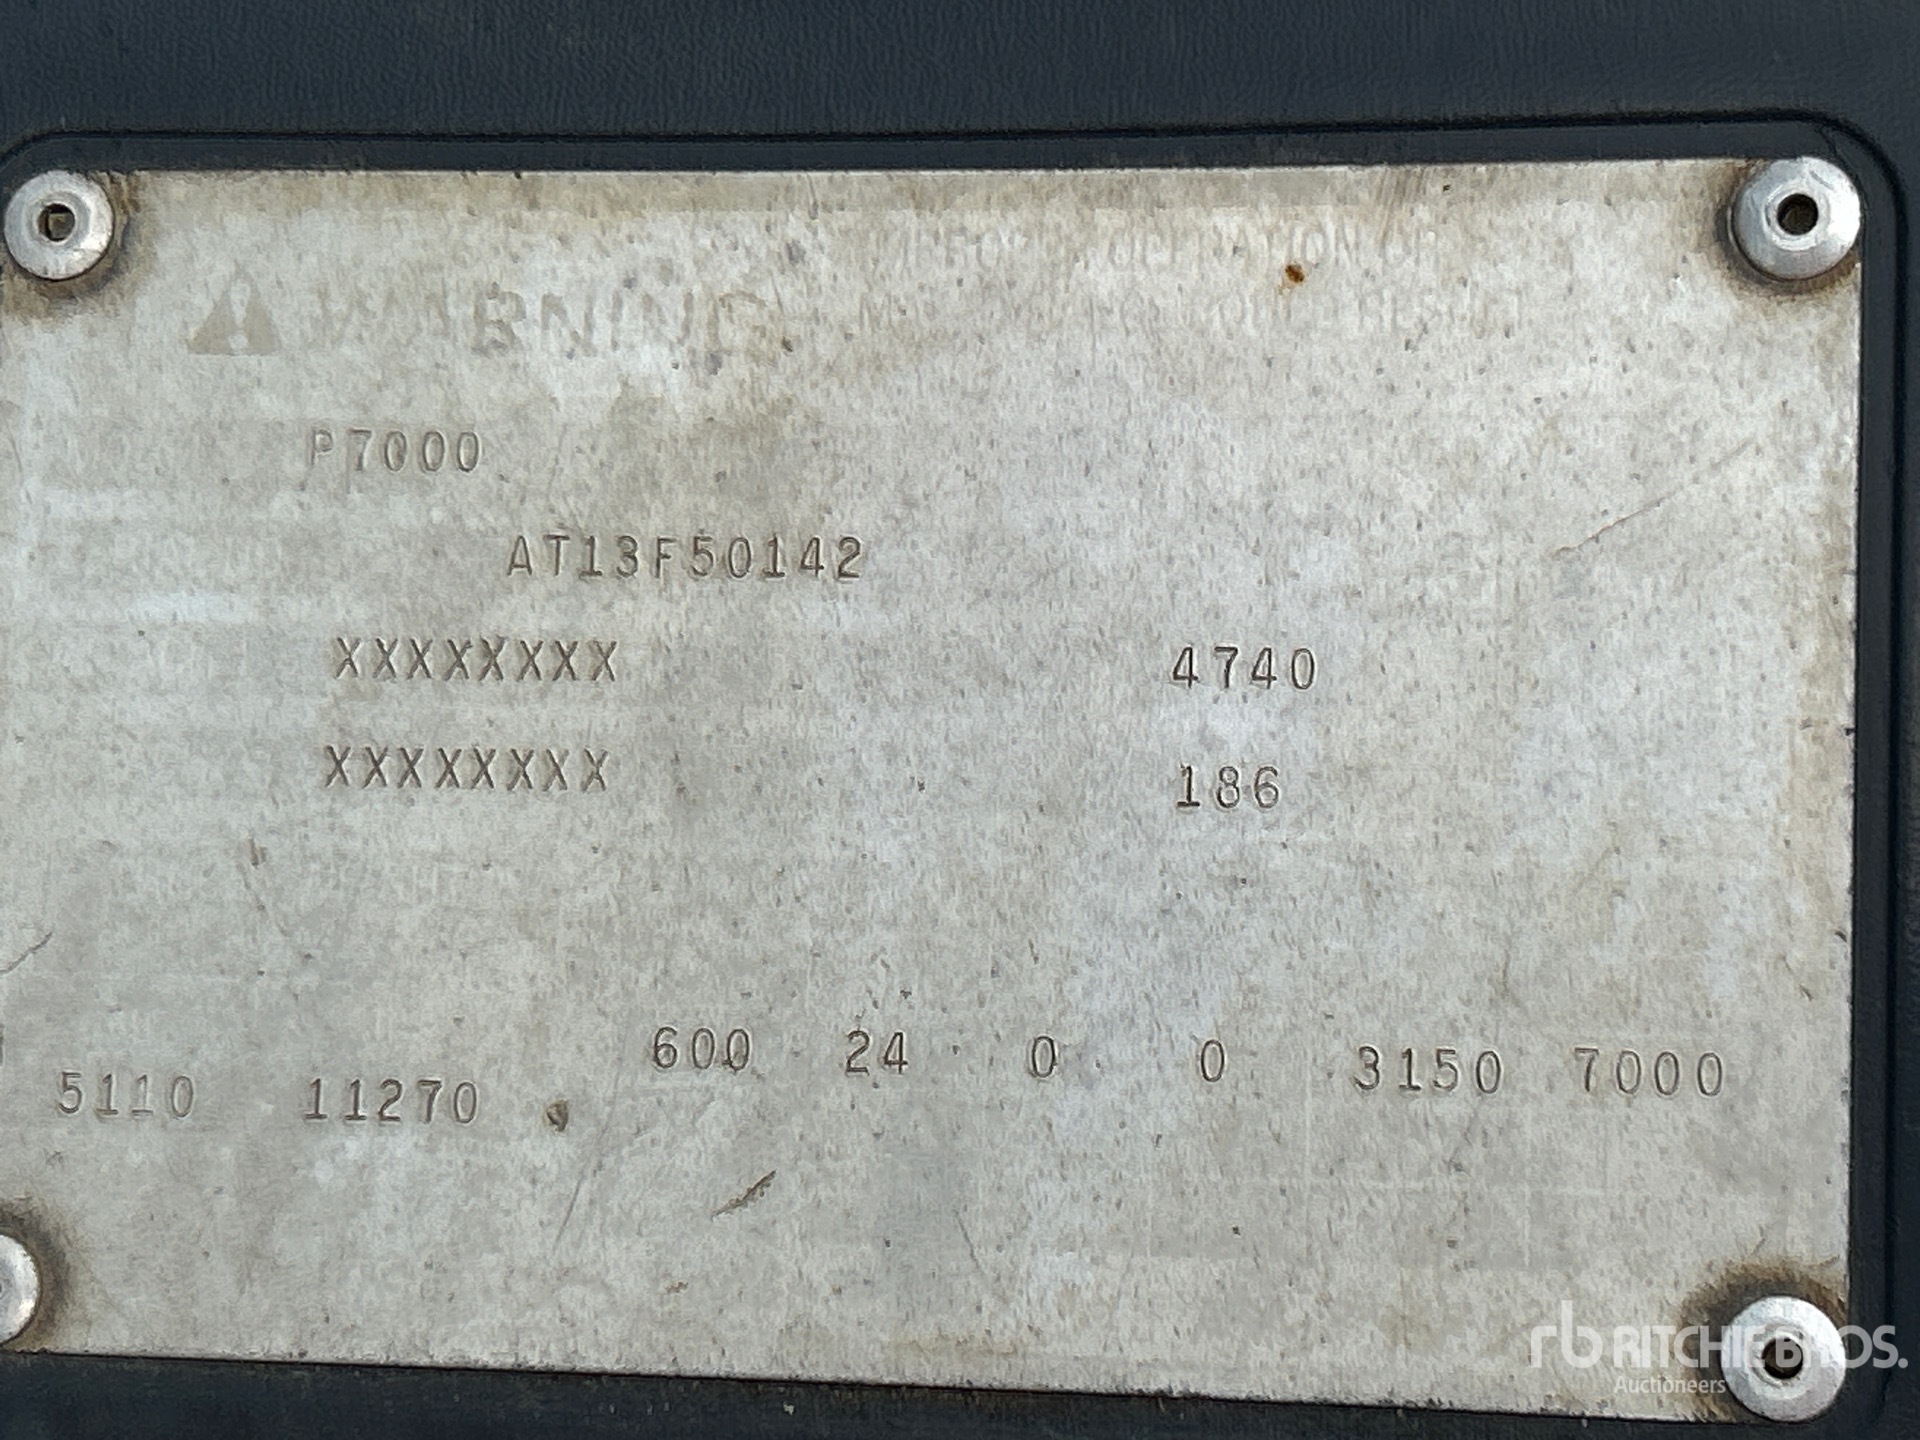 WARNING
P7000
AT13F50142
XXXXXXXX 4740
XXXXXXXX 186
5110 11270 600 24 0 0 3150 7000
rb RITCHIE BROS.
Auctioneers